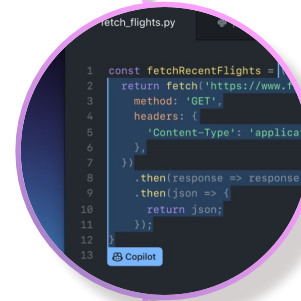 fetch_flights.py
1 const fetchRecentFlights =
2 return fetch('https://www.f
3 method: 'GET',
4 headers: {
5 'Content-Type': 'applica
6 },
7 })
8 .then(response => response
9 .then(json => {
10 return json;
11 });
12 }
13 Copilot